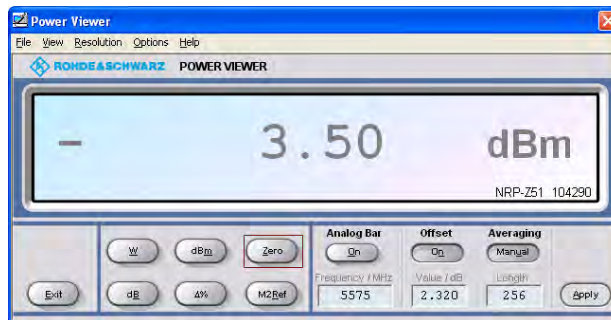 Power Viewer
File View Resolution Options Help
ROHDE&SCHWARZ POWER VIEWER
- 3.50 dBm
NRP-Z51 104290
Analog Bar Offset Averaging
W dBm Zero On On Manual
Frequency / MHz Value / dB Length
Exit dB Δ% M2Ref 5575 2.320 256 Apply